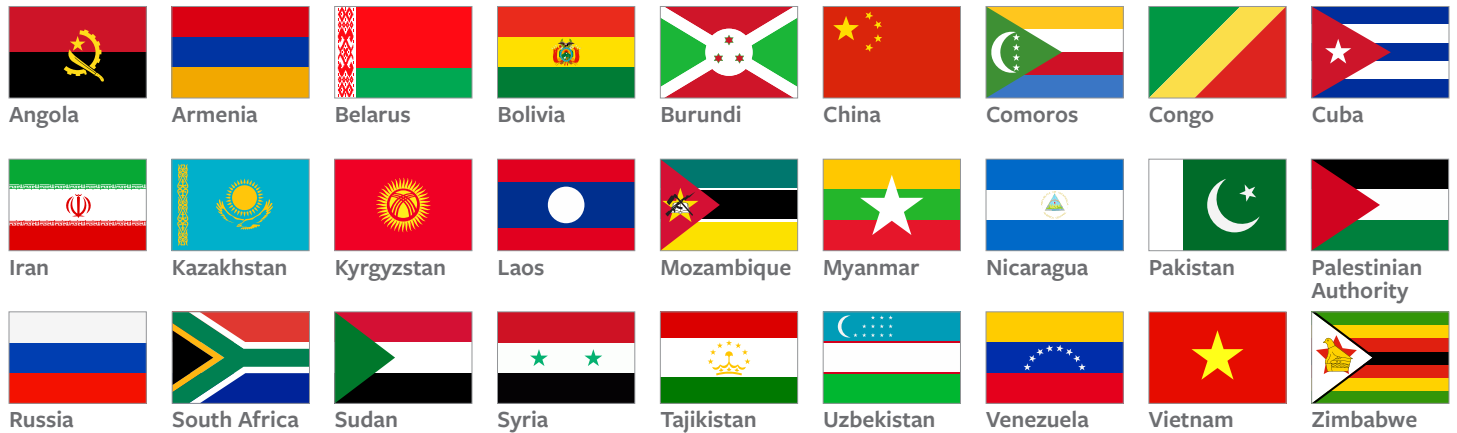 Angola
Armenia
Belarus
Bolivia
Burundi
China
Comoros
Congo
Cuba
Iran
Kazakhstan
Kyrgyzstan
Laos
Mozambique
Myanmar
Nicaragua
Pakistan
Palestinian
Authority
Russia
South Africa
Sudan
Syria
Tajikistan
Uzbekistan
Venezuela
Vietnam
Zimbabwe